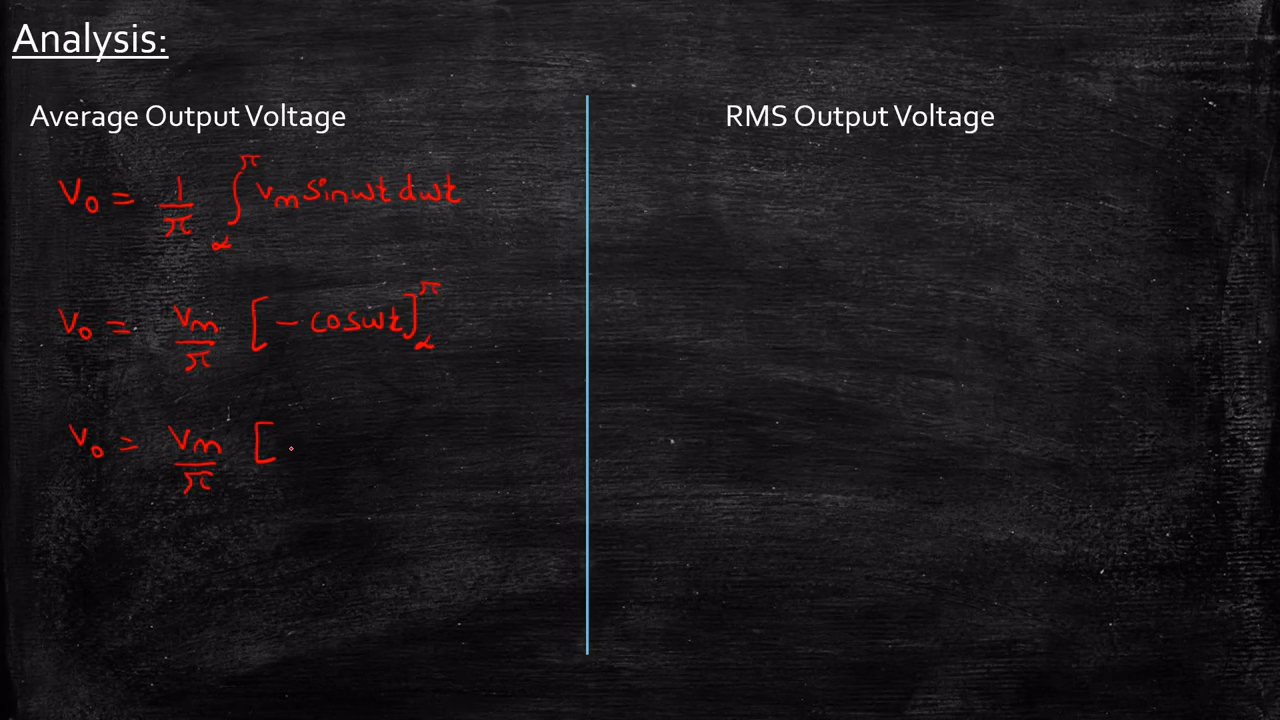 Analysis:
Average Output Voltage
V₀ = 1/π ∫_α^π Vm sinωt dωt
V₀ = Vm/π [- cosωt]_α^π
V₀ = Vm/π [
RMS Output Voltage